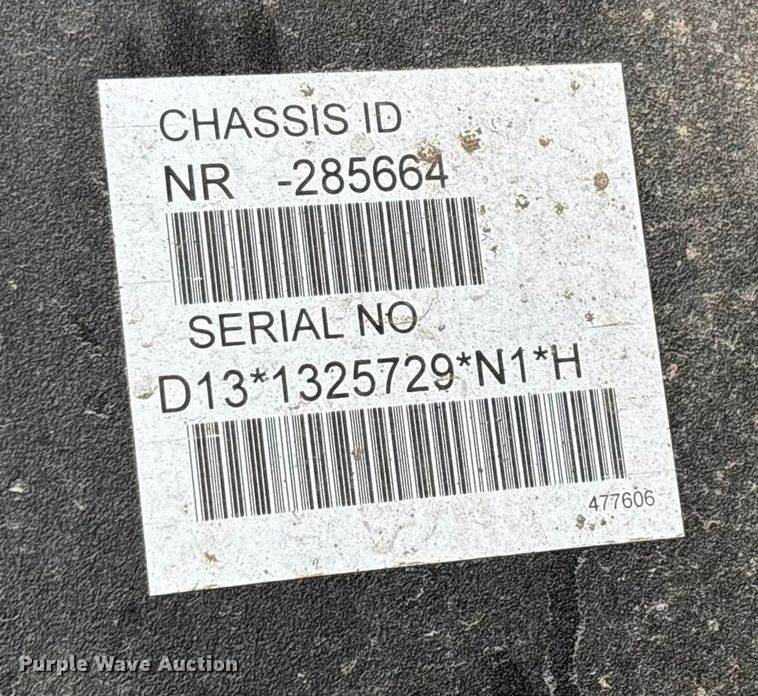 CHASSIS ID
NR -285664
SERIAL NO
D13*1325729*N1*H
477606
Purple Wave Auction